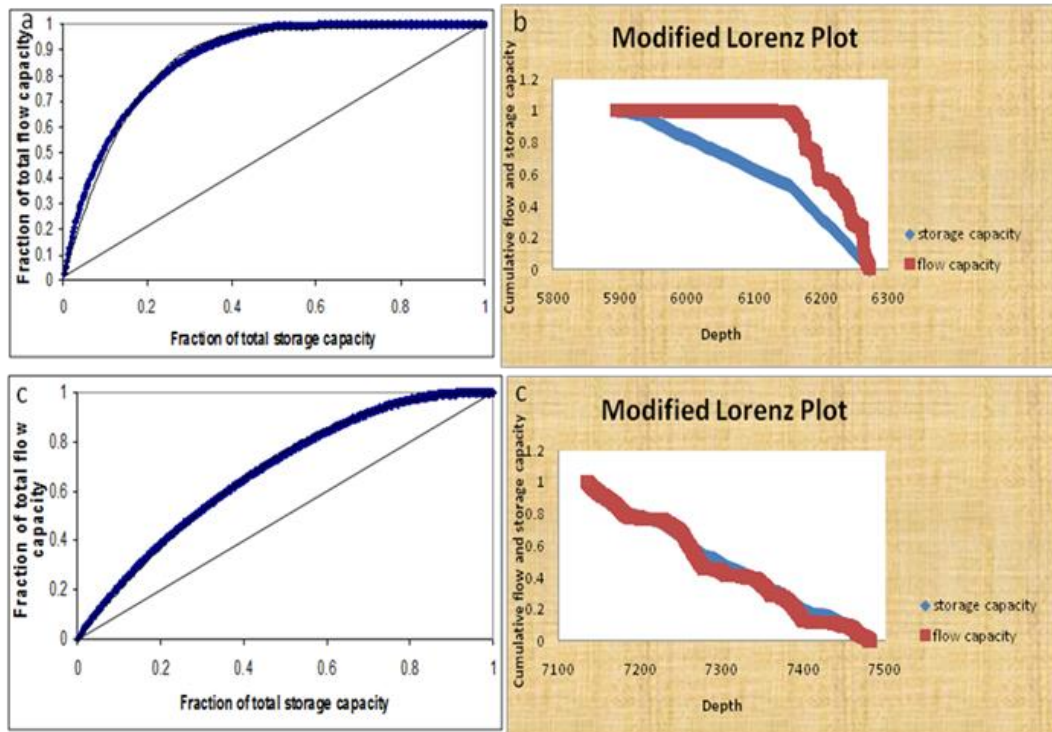 a
Fraction of total flow capacity
1
0.9
0.8
0.7
0.6
0.5
0.4
0.3
0.2
0.1
0
0 0.2 0.4 0.6 0.8 1
Fraction of total storage capacity
b
Modified Lorenz Plot
Cumulative flow and storage capacity
1.2
1
0.8
0.6
0.4
0.2
0
5800 5900 6000 6100 6200 6300
Depth
storage capacity
flow capacity
c
Fraction of total flow
capacity
1
0.8
0.6
0.4
0.2
0
0 0.2 0.4 0.6 0.8 1
Fraction of total storage capacity
c
Modified Lorenz Plot
Cumulative flow and storage capacity
1.2
1
0.8
0.6
0.4
0.2
0
7100 7200 7300 7400 7500
Depth
storage capacity
flow capacity